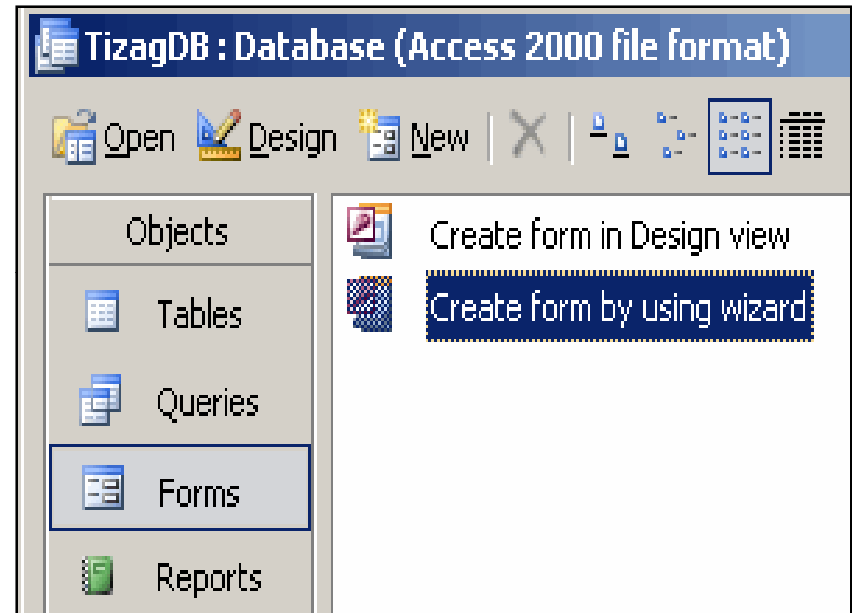 TizagDB : Database (Access 2000 file format)
Open Design New
Objects
Tables
Queries
Forms
Reports
Create form in Design view
Create form by using wizard